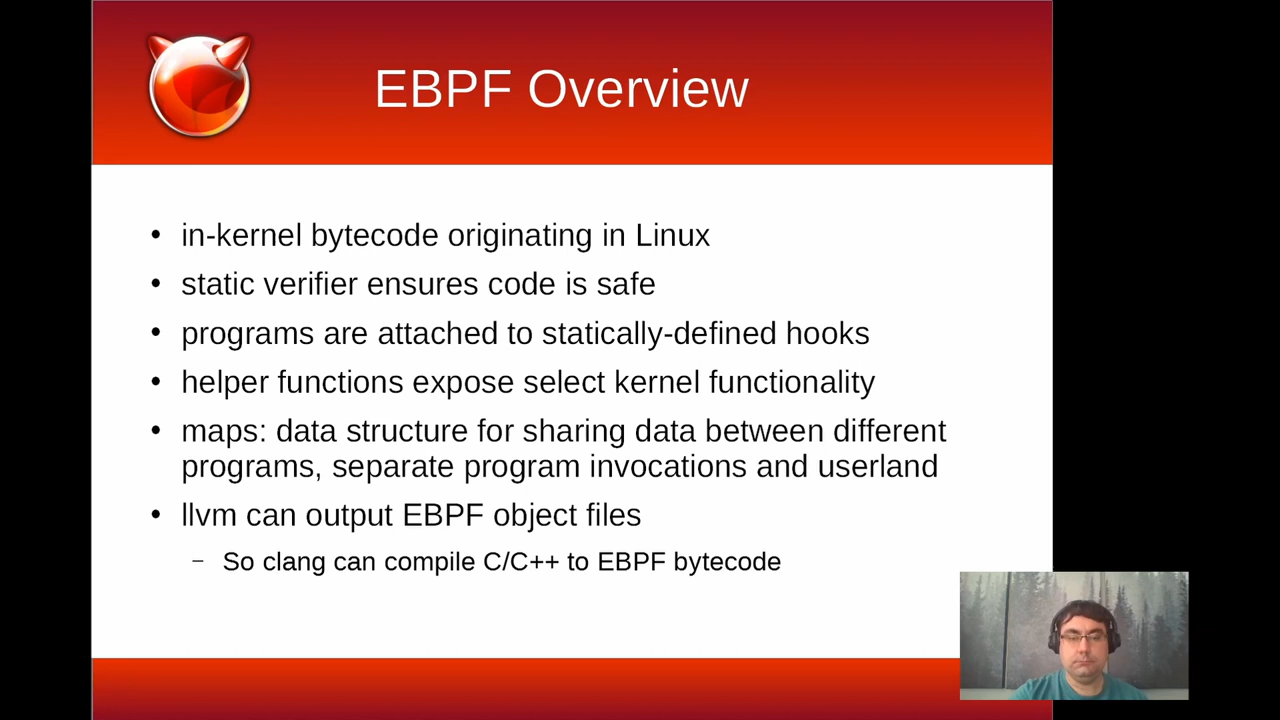 EBPF Overview
• in-kernel bytecode originating in Linux
• static verifier ensures code is safe
• programs are attached to statically-defined hooks
• helper functions expose select kernel functionality
• maps: data structure for sharing data between different
programs, separate program invocations and userland
• llvm can output EBPF object files
– So clang can compile C/C++ to EBPF bytecode